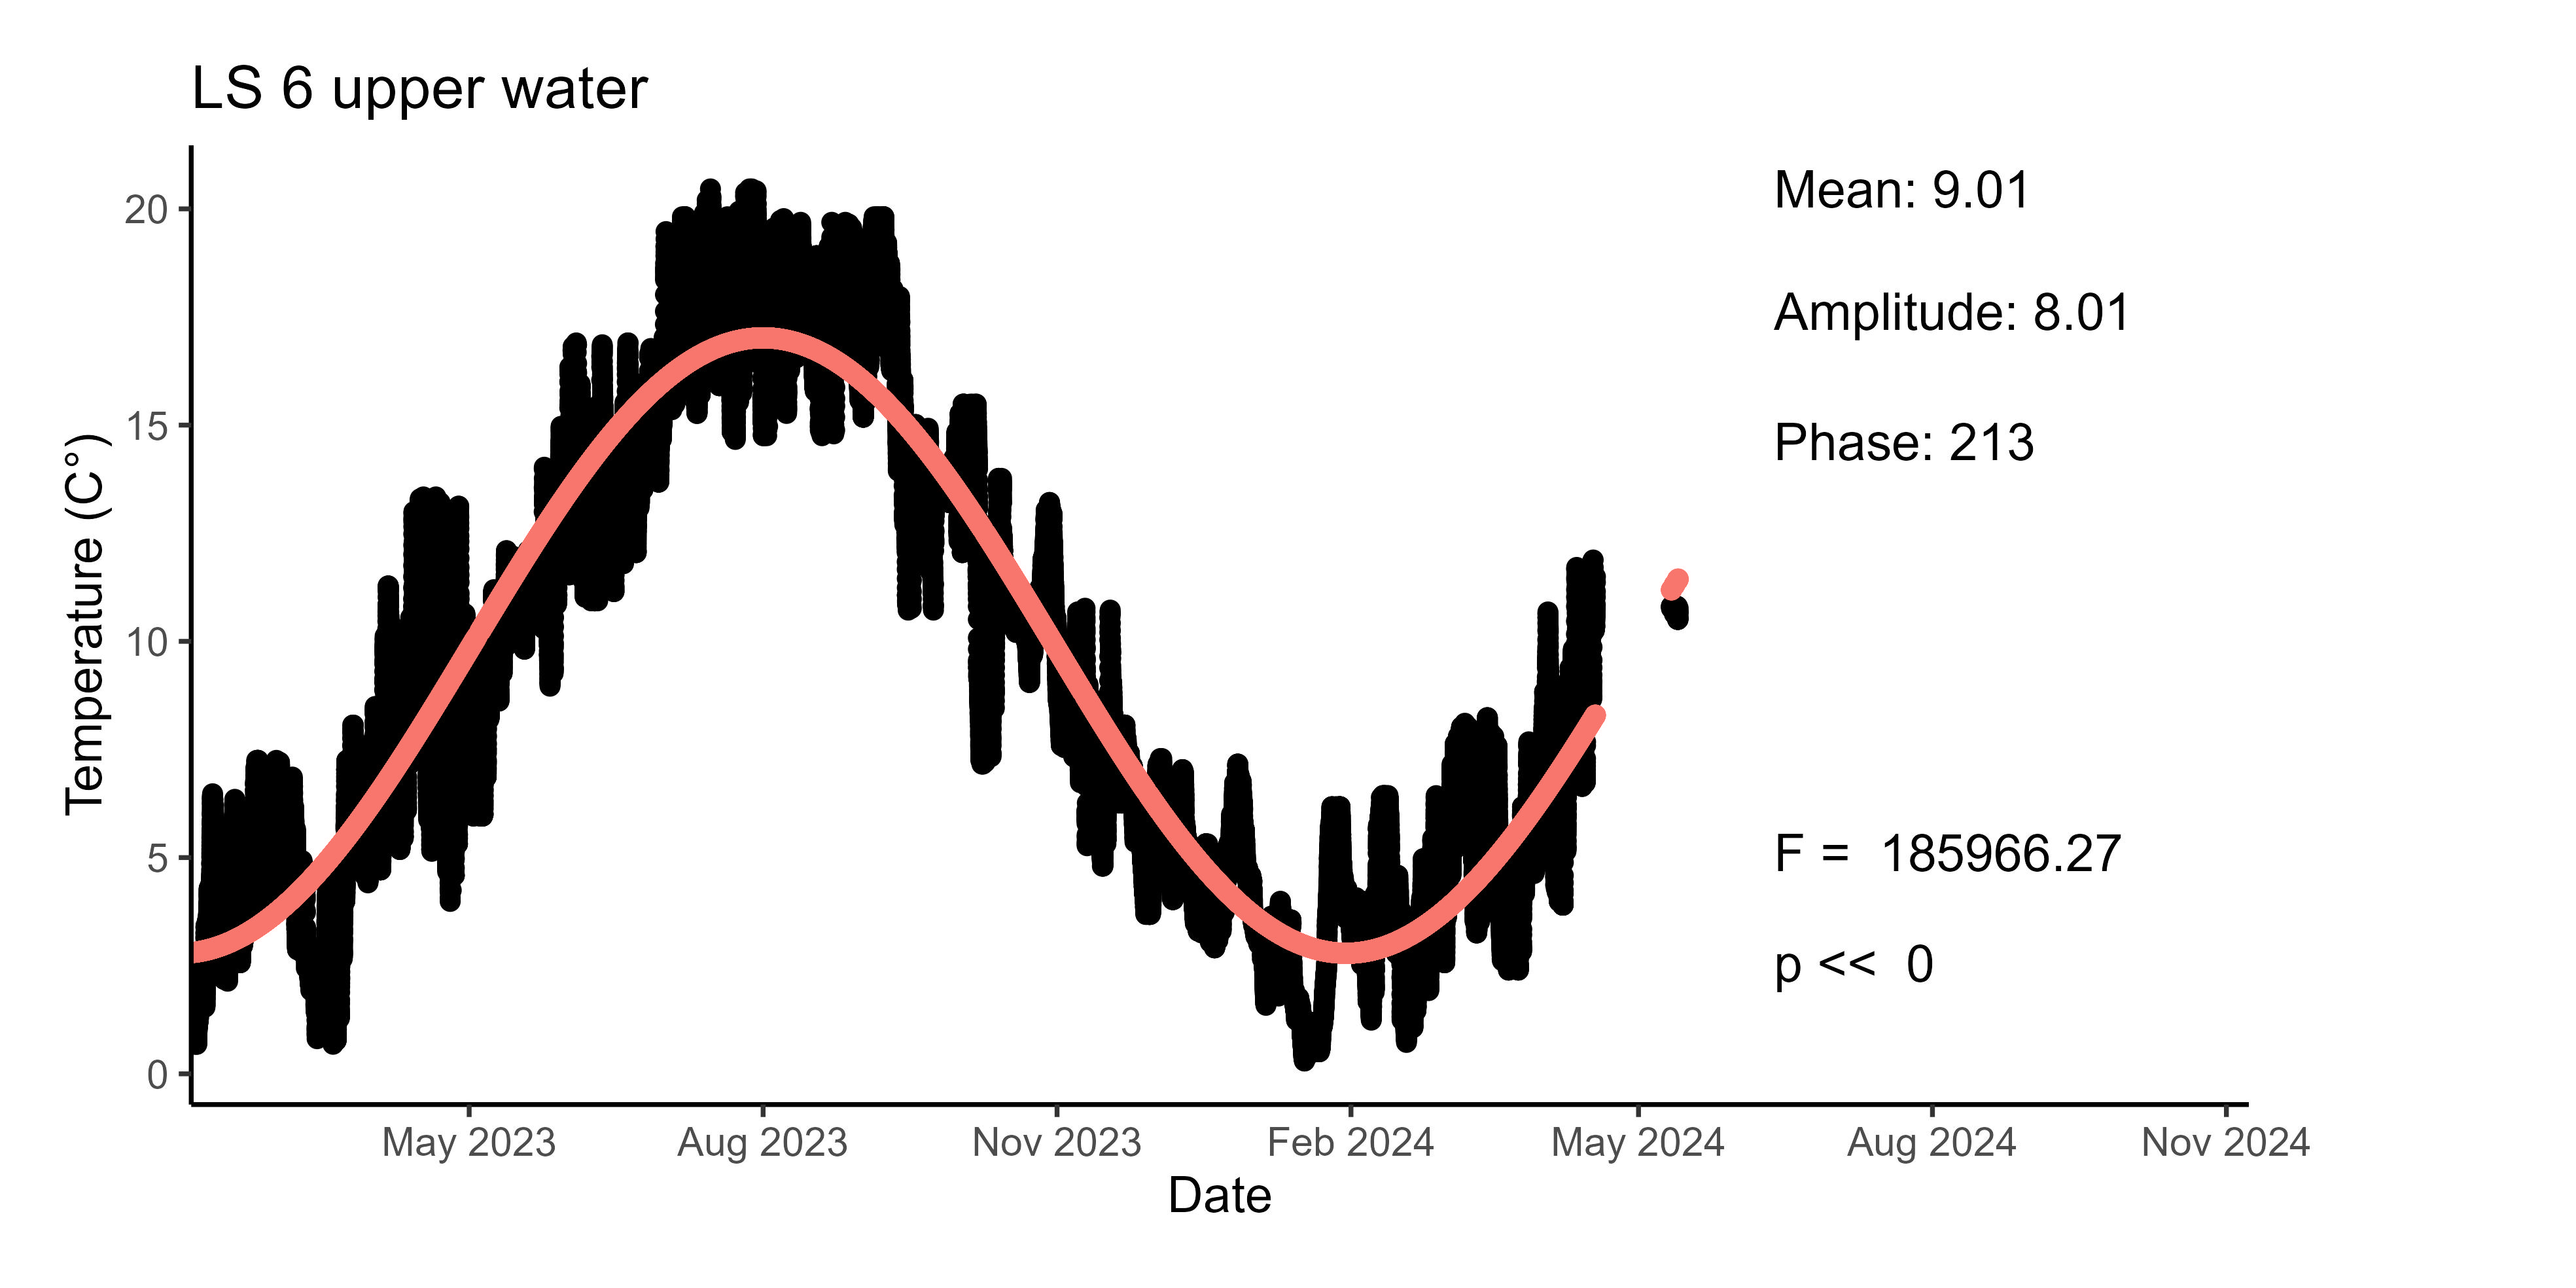 LS 6 upper water
Mean: 9.01
Amplitude: 8.01
Phase: 213
F =  185966.27
p <<  0
Temperature (C°)
20
15
10
5
0
May 2023
Aug 2023
Nov 2023
Feb 2024
May 2024
Aug 2024
Nov 2024
Date